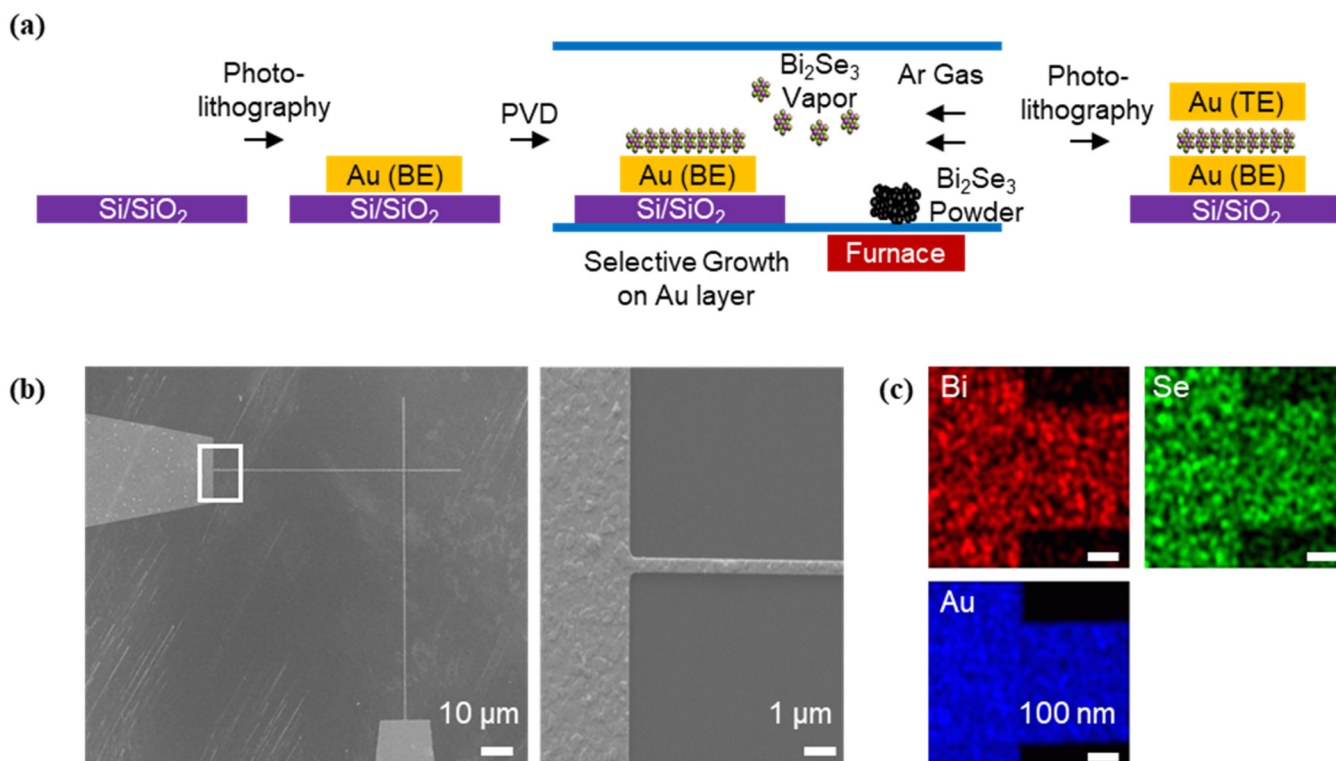 (a)
Photo-
lithography
PVD
Bi₂Se₃
Vapor
Ar Gas
Photo-
lithography
Au (TE)
Au (BE)
Au (BE)
Bi₂Se₃
Powder
Au (BE)
Si/SiO₂
Si/SiO₂
Si/SiO₂
Si/SiO₂
Furnace
Selective Growth
on Au layer
(b)
10 µm
1 µm
(c)
Bi
Se
Au
100 nm